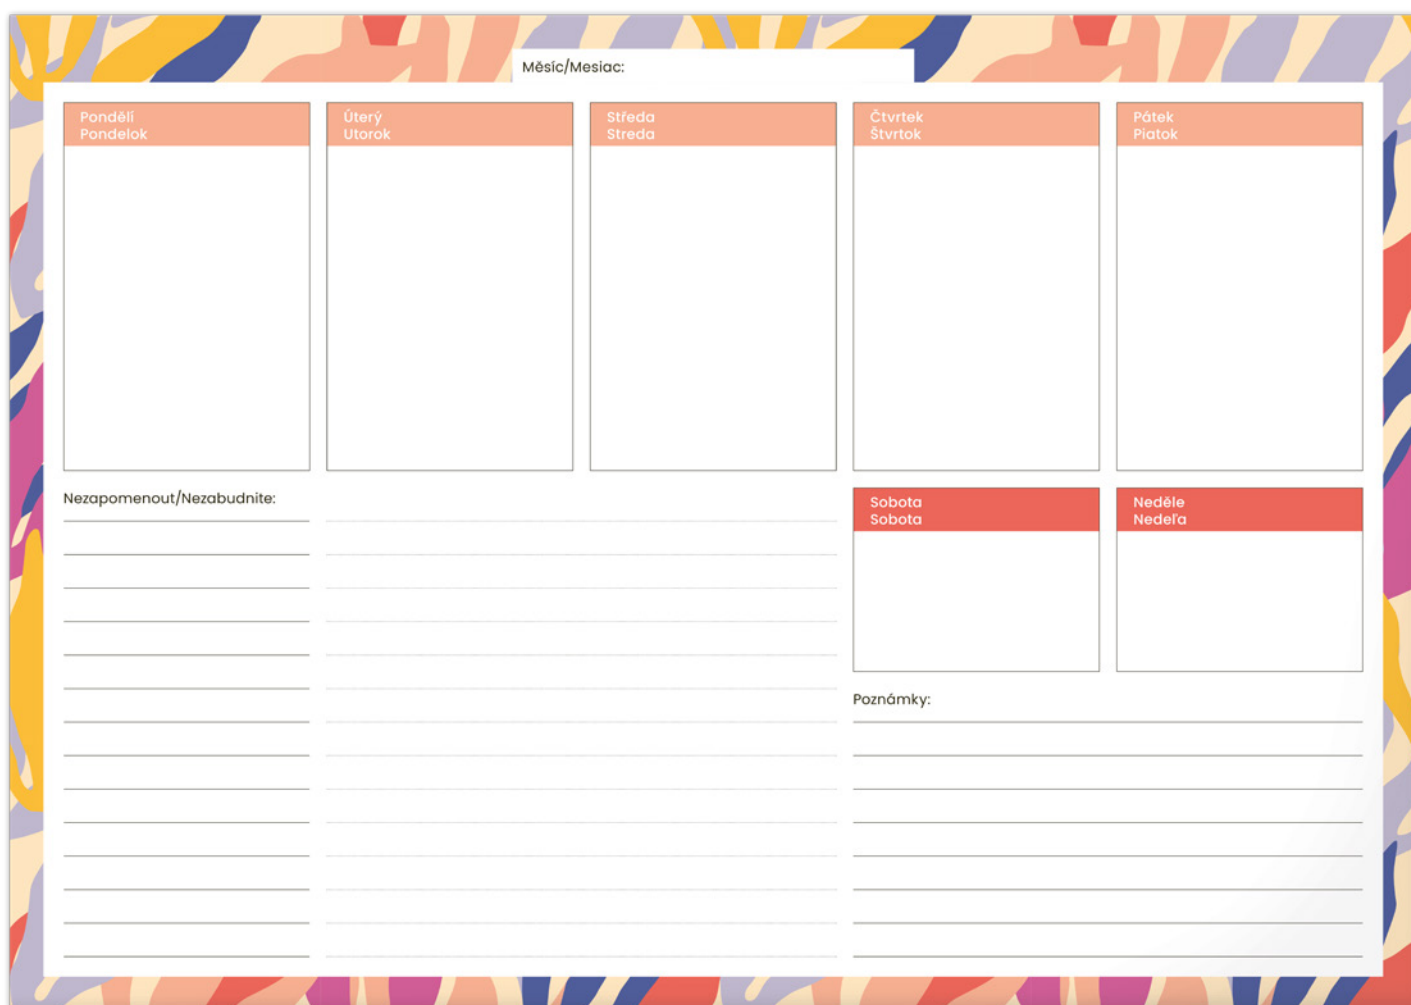 Měsíc/Mesiac:
Pondělí
Pondelok
Úterý
Utorok
Středa
Streda
Čtvrtek
Štvrtok
Pátek
Piatok
Nezapomenout/Nezabudnite:
Sobota
Sobota
Neděle
Nedeľa
Poznámky: